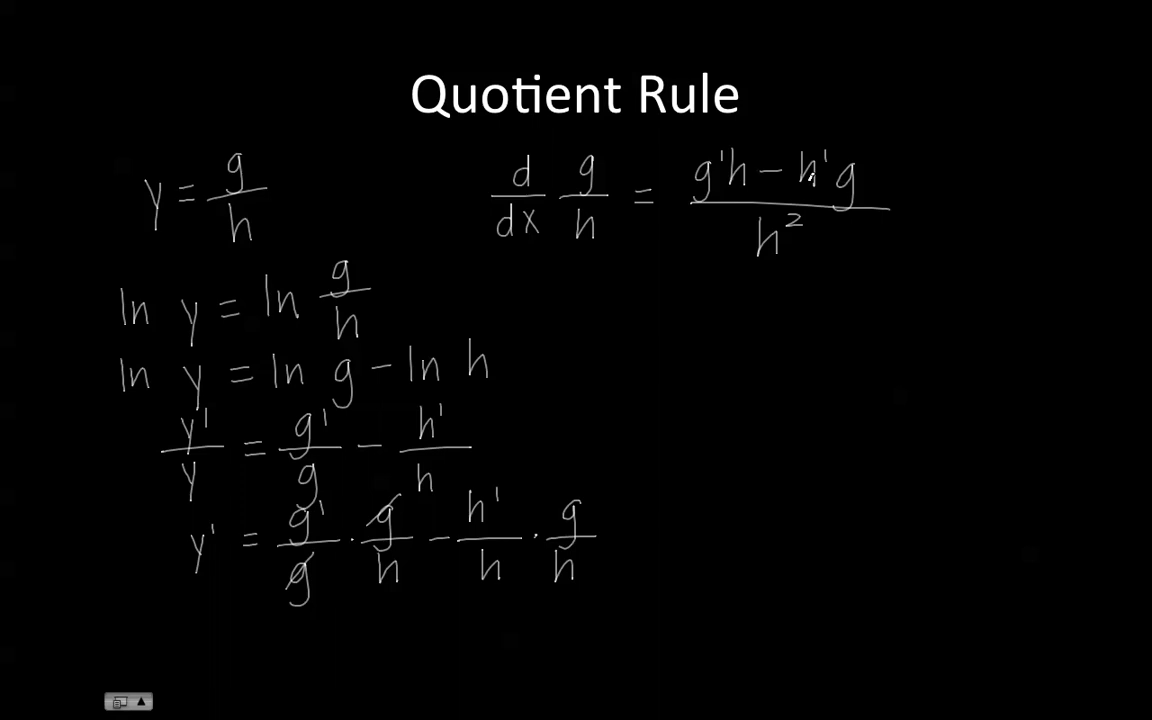 Quotient Rule
y = g/h
d/dx g/h = g'h − h'g / h²
ln y = ln g/h
ln y = ln g − ln h
y'/y = g'/g − h'/h
y' = g'/g · g/h − h'/h · g/h